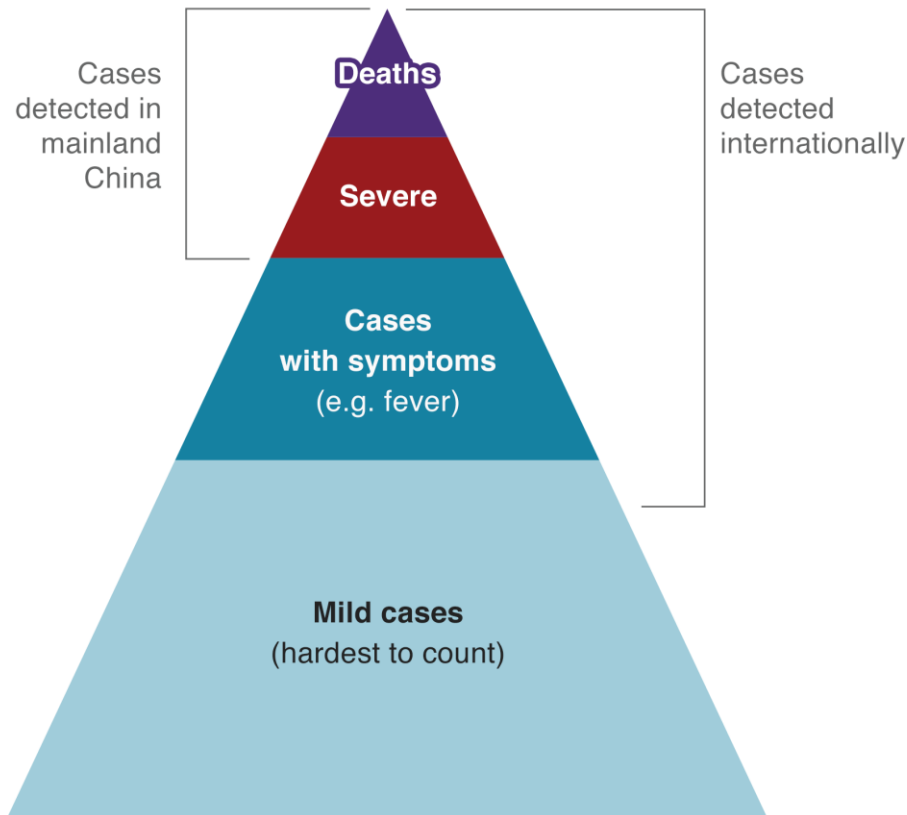 Cases
detected in
mainland
China
Deaths
Cases
detected
internationally
Severe
Cases
with symptoms
(e.g. fever)
Mild cases
(hardest to count)